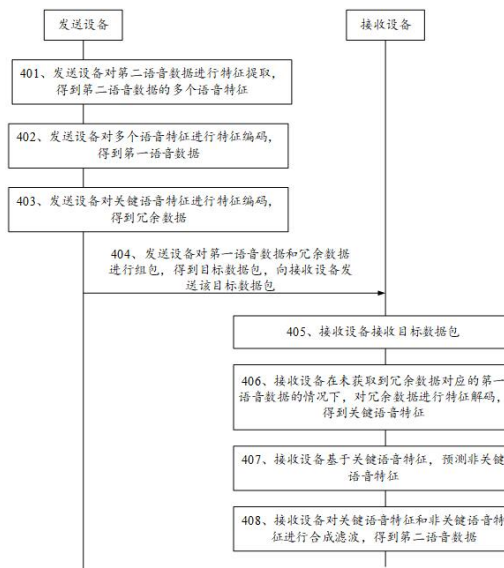 发送设备
接收设备
401、发送设备对第二语音数据进行特征提取，
得到第二语音数据的多个语音特征
402、发送设备对多个语音特征进行特征编码，
得到第一语音数据
403、发送设备对关键语音特征进行特征编码，
得到冗余数据
404、发送设备对第一语音数据和冗余数据
进行组包，得到目标数据包，向接收设备发
送该目标数据包
405、接收设备接收目标数据包
406、接收设备在未获取到冗余数据对应的第一
语音数据的情况下，对冗余数据进行特征解码，
得到关键语音特征
407、接收设备基于关键语音特征，预测非关键
语音特征
408、接收设备对关键语音特征和非关键语音特
征进行合成滤波，得到第二语音数据